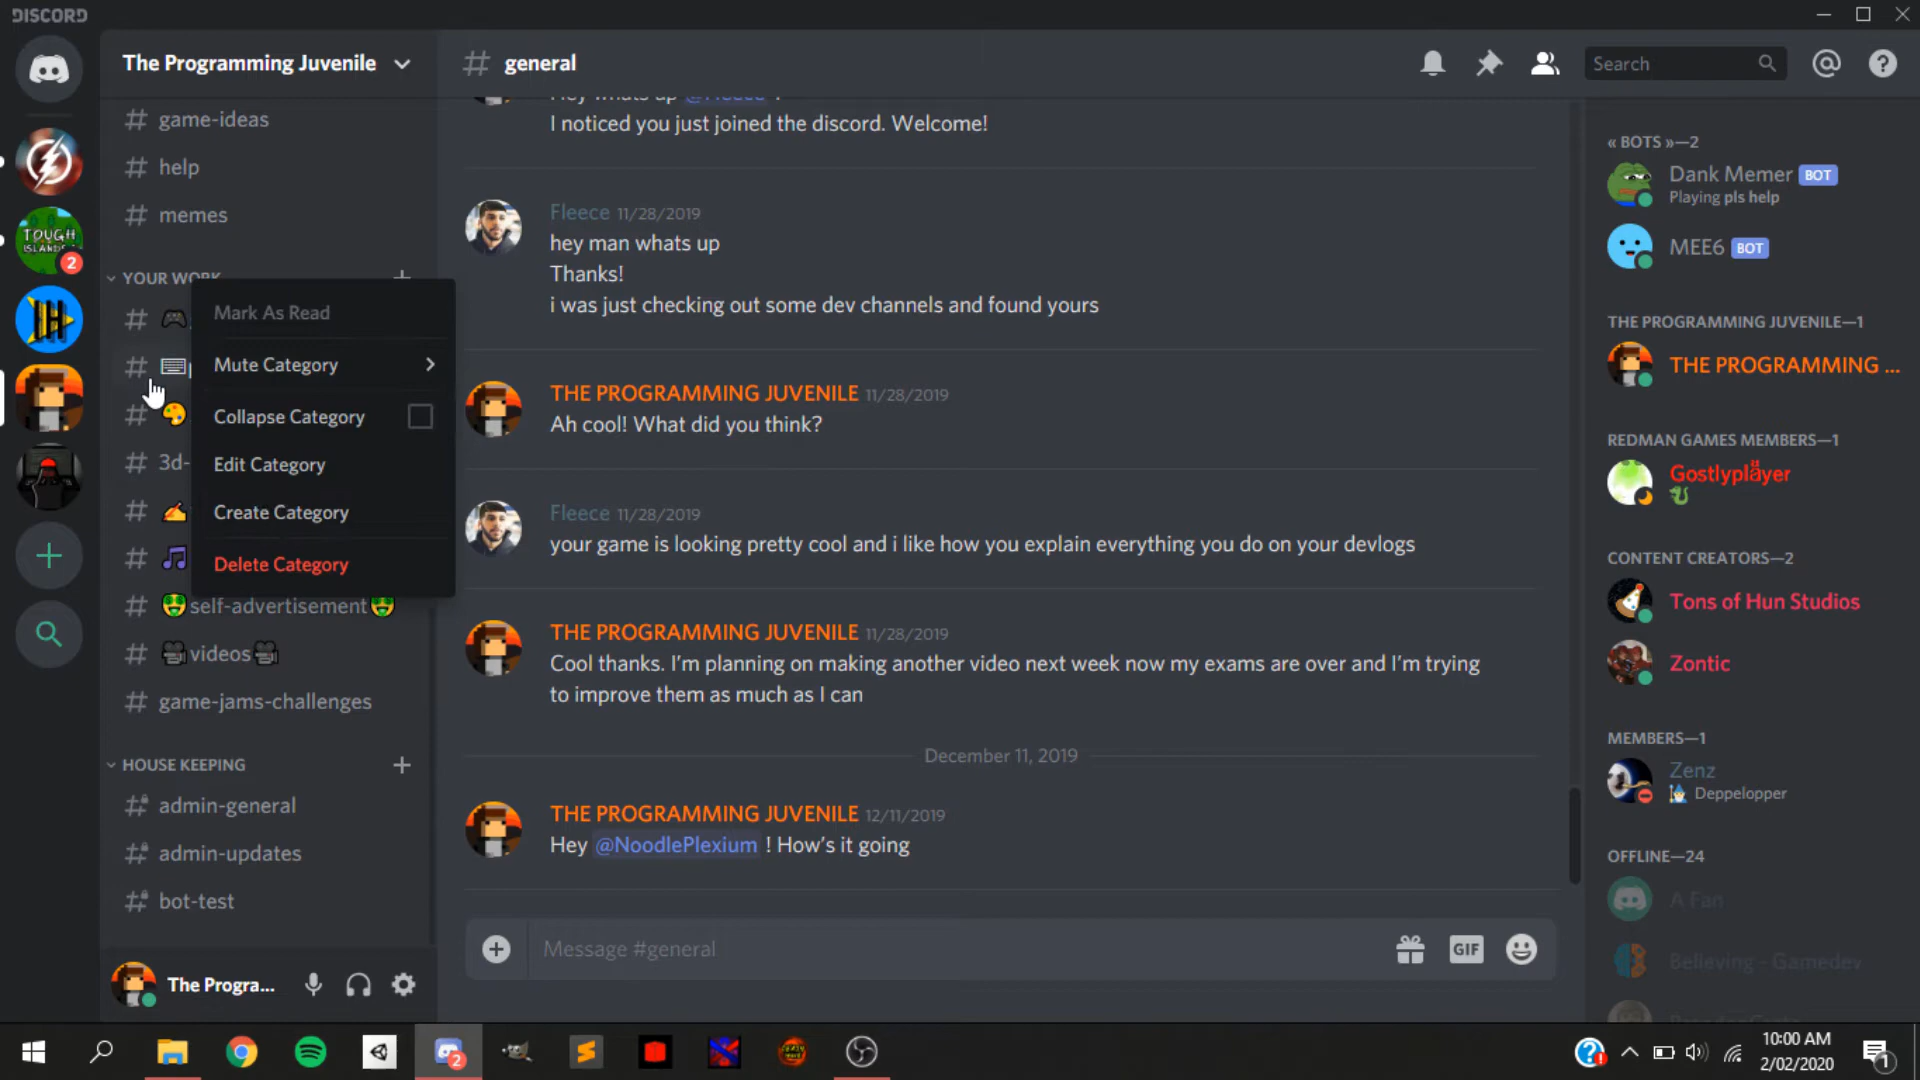 DISCORD
The Programming Juvenile
# general
Search
# game-ideas
# help
# memes
YOUR WORK
Mark As Read
Mute Category
Collapse Category
Edit Category
Create Category
Delete Category
# 3d-
# 🤑self-advertisement🤑
# 🎥videos🎥
# game-jams-challenges
HOUSE KEEPING
admin-general
admin-updates
bot-test
The Progra...
I noticed you just joined the discord. Welcome!
Fleece 11/28/2019
hey man whats up
Thanks!
i was just checking out some dev channels and found yours
THE PROGRAMMING JUVENILE 11/28/2019
Ah cool! What did you think?
Fleece 11/28/2019
your game is looking pretty cool and i like how you explain everything you do on your devlogs
THE PROGRAMMING JUVENILE 11/28/2019
Cool thanks. I'm planning on making another video next week now my exams are over and I'm trying
to improve them as much as I can
December 11, 2019
THE PROGRAMMING JUVENILE 12/11/2019
Hey @NoodlePlexium ! How's it going
Message #general
GIF
« BOTS »—2
Dank Memer BOT
Playing pls help
MEE6 BOT
THE PROGRAMMING JUVENILE—1
THE PROGRAMMING ...
REDMAN GAMES MEMBERS—1
Gostlyplåyer
CONTENT CREATORS—2
Tons of Hun Studios
Zontic
MEMBERS—1
Zenz
Deppelopper
OFFLINE—24
A Fan
Believing - Gamedev
TOUGH
ISLANDS
2
2
10:00 AM
2/02/2020
1